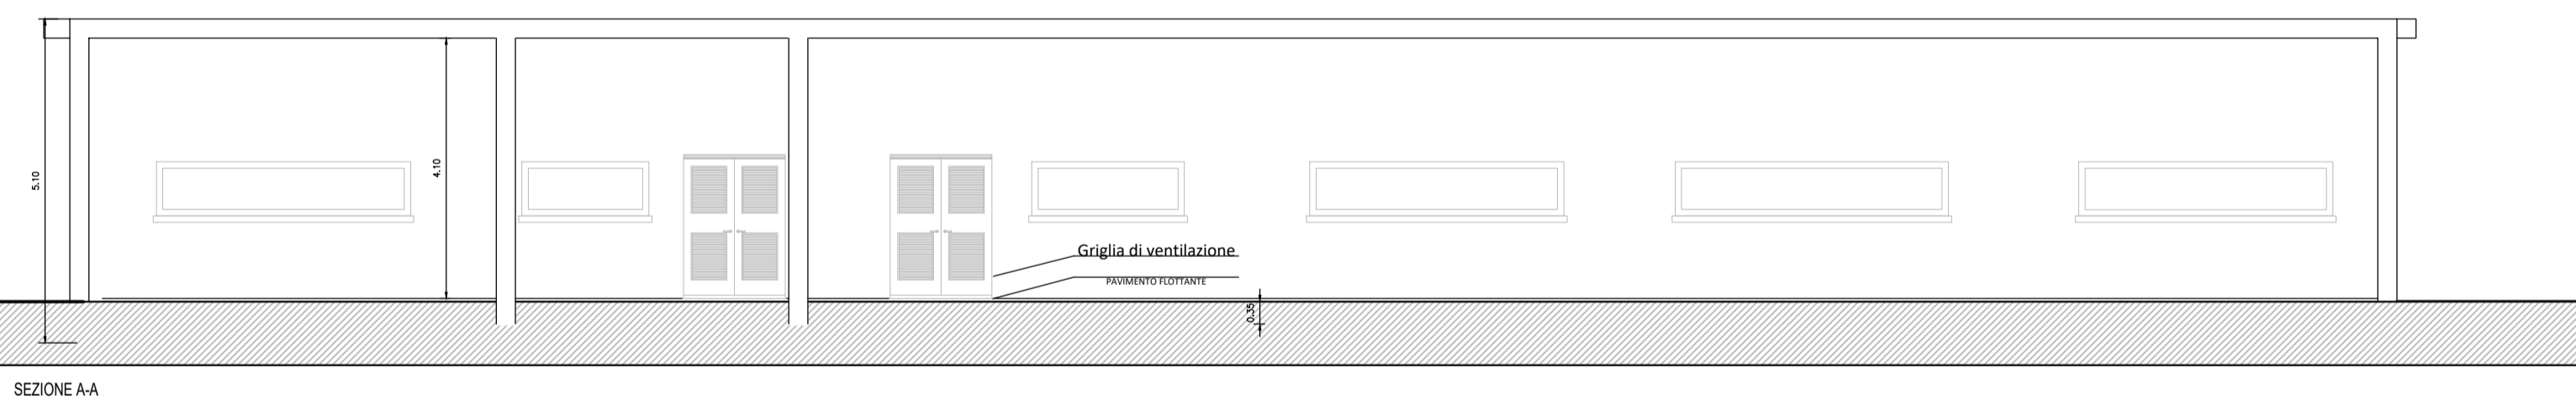 5.10
4.10
Griglia di ventilazione
PAVIMENTO FLOTTANTE
0.35
SEZIONE A-A